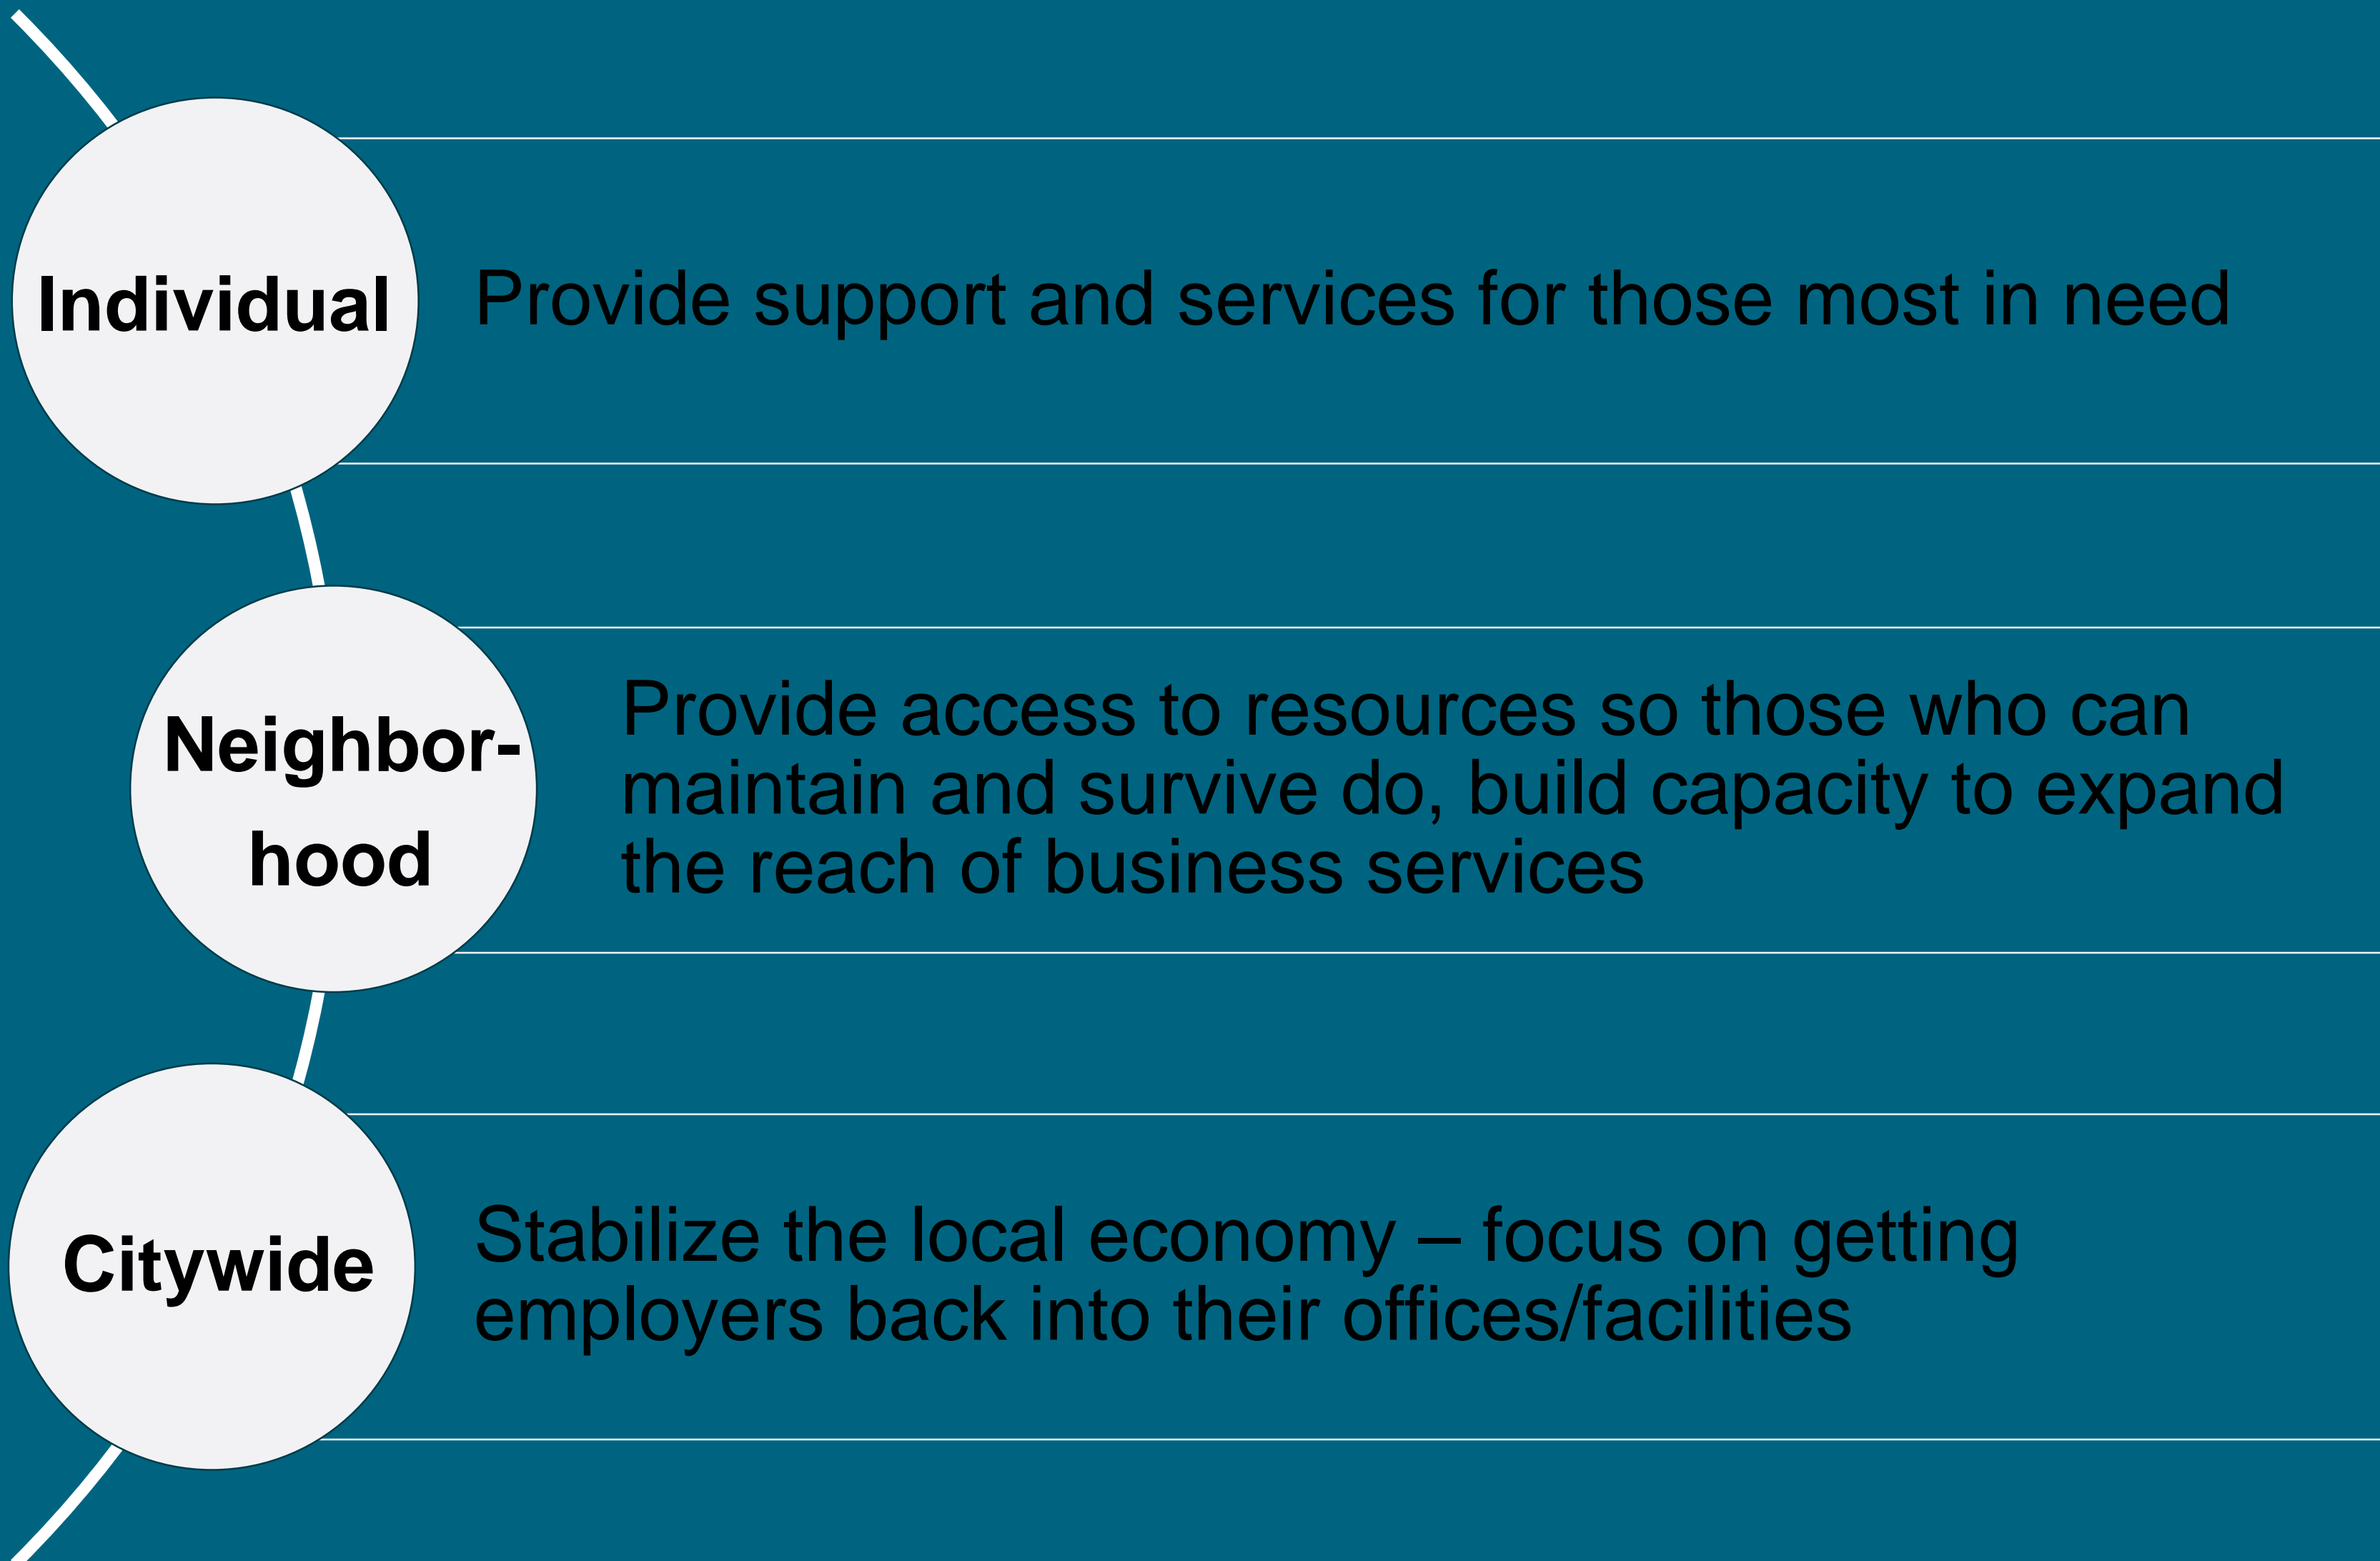 Individual
Provide support and services for those most in need
Neighbor-
hood
Provide access to resources so those who can
maintain and survive do, build capacity to expand
the reach of business services
Citywide
Stabilize the local economy – focus on getting
employers back into their offices/facilities